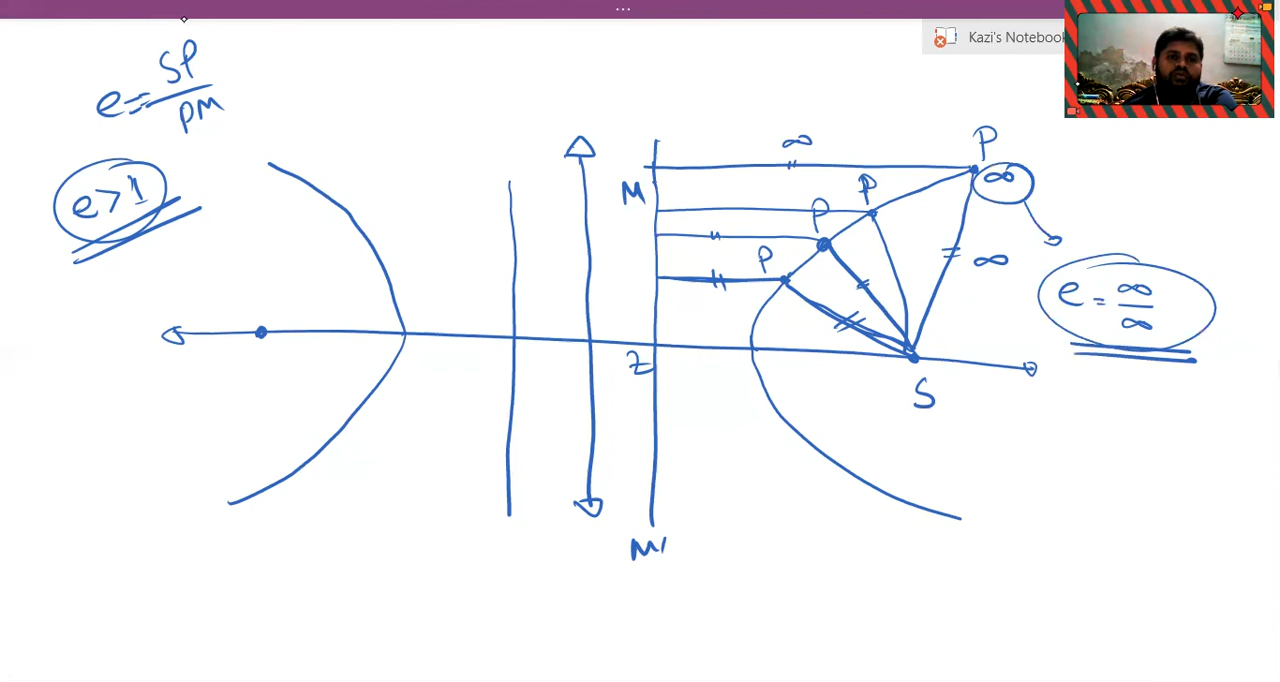 Kazi's Notebook
e = SP/PM
e > 1
∞
P
M
P
∞
P
P
∞
e = ∞/∞
Z
S
M'